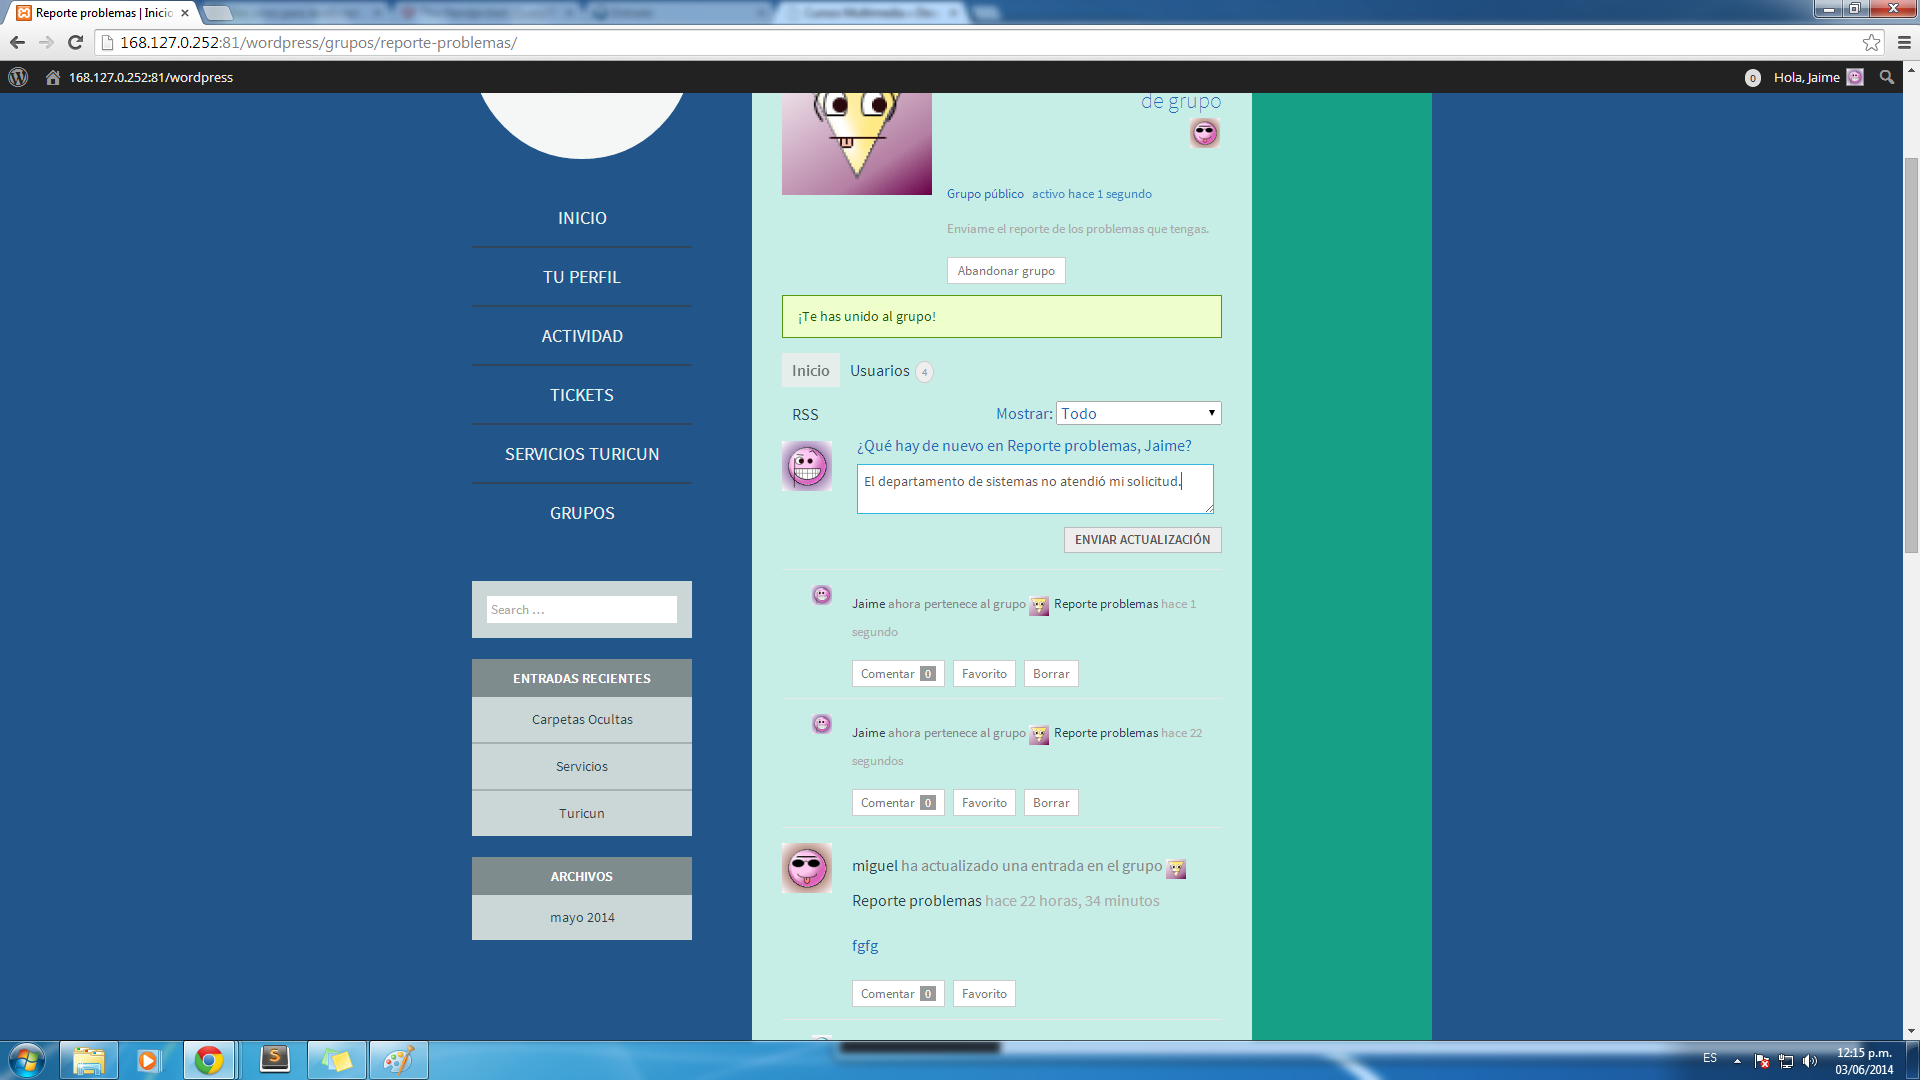 Reporte problemas | Inicio
168.127.0.252:81/wordpress/grupos/reporte-problemas/
168.127.0.252:81/wordpress
0
Hola, Jaime
INICIO
TU PERFIL
ACTIVIDAD
TICKETS
SERVICIOS TURICUN
GRUPOS
Search ...
ENTRADAS RECIENTES
Carpetas Ocultas
Servicios
Turicun
ARCHIVOS
mayo 2014
de grupo
Grupo público activo hace 1 segundo
Enviame el reporte de los problemas que tengas.
Abandonar grupo
¡Te has unido al grupo!
Inicio Usuarios 4
RSS Mostrar: Todo
¿Qué hay de nuevo en Reporte problemas, Jaime?
El departamento de sistemas no atendió mi solicitud.
ENVIAR ACTUALIZACIÓN
Jaime ahora pertenece al grupo Reporte problemas hace 1
segundo
Comentar 0 Favorito Borrar
Jaime ahora pertenece al grupo Reporte problemas hace 22
segundos
Comentar 0 Favorito Borrar
miguel ha actualizado una entrada en el grupo
Reporte problemas hace 22 horas, 34 minutos
fgfg
Comentar 0 Favorito
ES
12:15 p.m.
03/06/2014